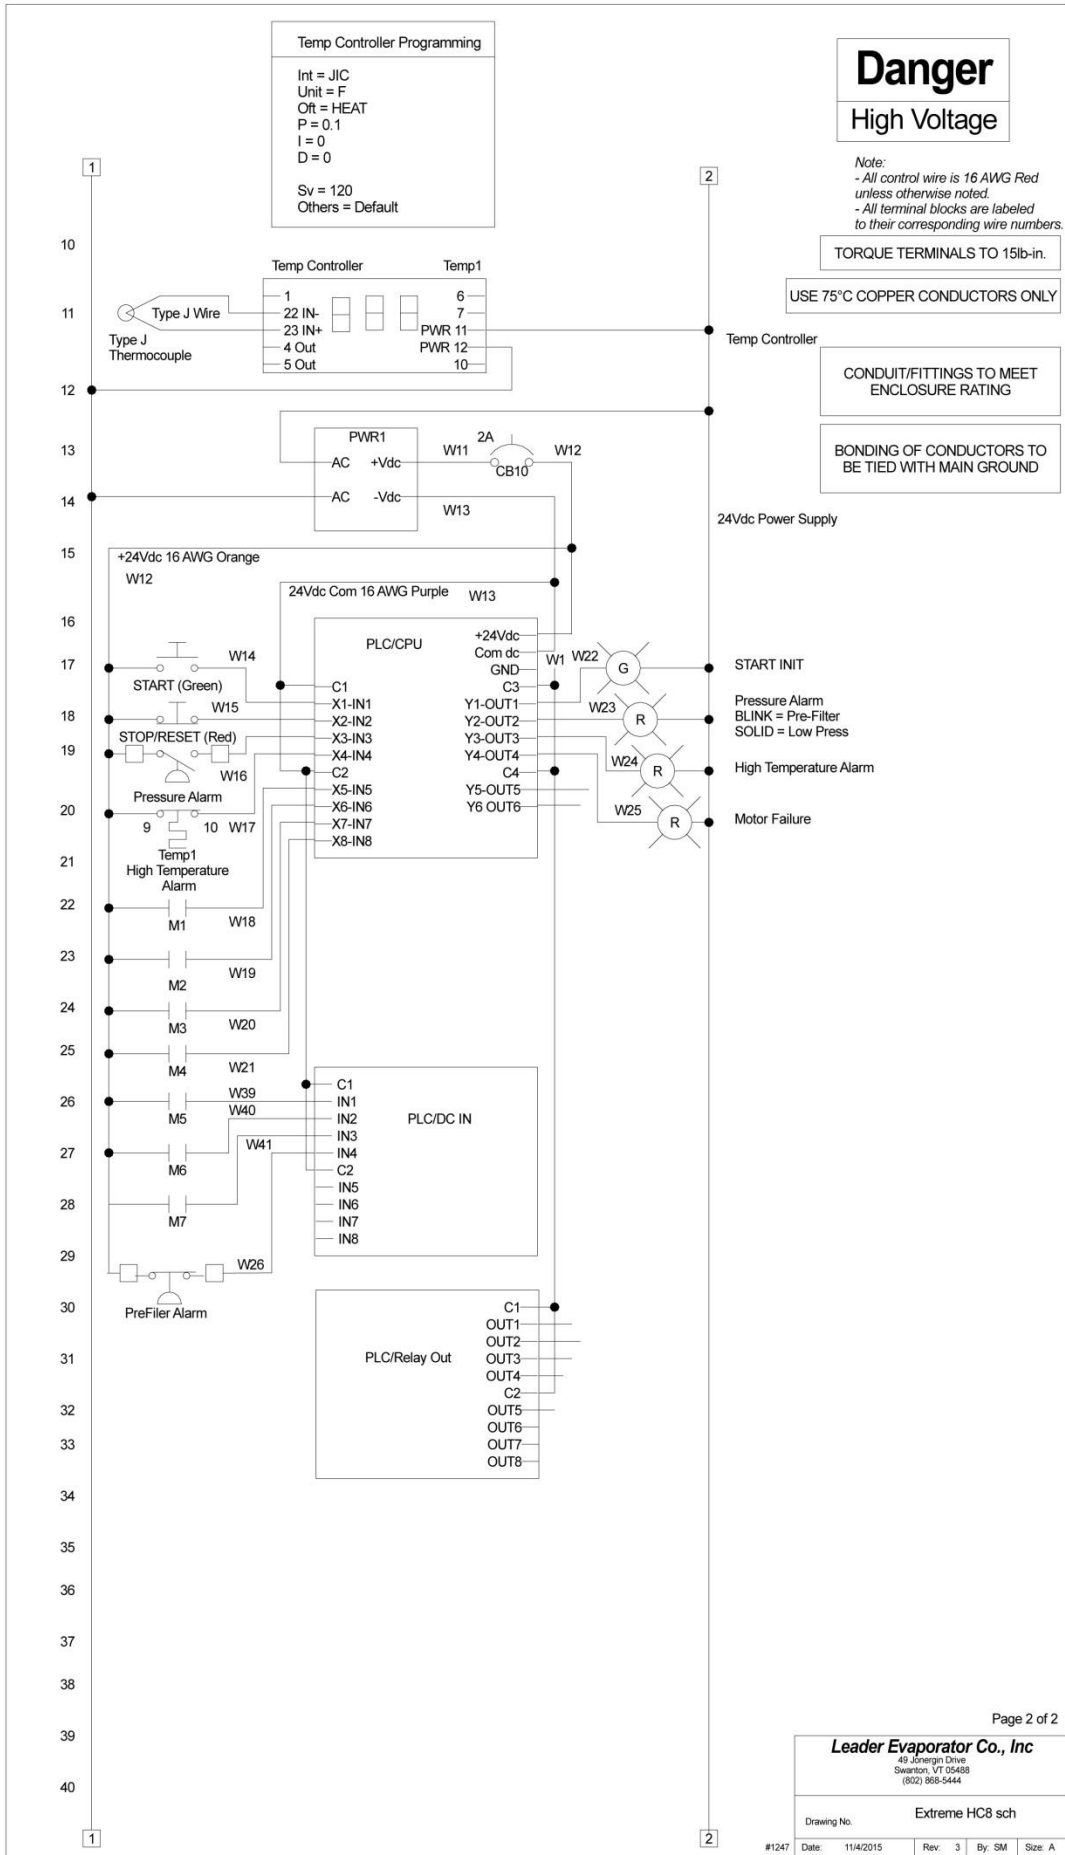 Temp Controller Programming
Int = JIC
Unit = F
Oft = HEAT
P = 0.1
I = 0
D = 0
Sv = 120
Others = Default
Danger
High Voltage
Note:
- All control wire is 16 AWG Red
unless otherwise noted.
- All terminal blocks are labeled
to their corresponding wire numbers.
TORQUE TERMINALS TO 15lb-in.
USE 75°C COPPER CONDUCTORS ONLY
CONDUIT/FITTINGS TO MEET
ENCLOSURE RATING
BONDING OF CONDUCTORS TO
BE TIED WITH MAIN GROUND
1
2
10
11
12
13
14
15
16
17
18
19
20
21
22
23
24
25
26
27
28
29
30
31
32
33
34
35
36
37
38
39
40
1
2
Temp Controller
Temp1
1
22 IN-
23 IN+
4 Out
5 Out
6
7
PWR 11
PWR 12
10
Type J Wire
Type J
Thermocouple
Temp Controller
PWR1
AC
+Vdc
AC
-Vdc
W11
2A
CB10
W12
W13
24Vdc Power Supply
+24Vdc 16 AWG Orange
W12
24Vdc Com 16 AWG Purple
W13
PLC/CPU
+24Vdc
Com dc
GND
C3
Y1-OUT1
Y2-OUT2
Y3-OUT3
Y4-OUT4
C4
Y5-OUT5
Y6 OUT6
C1
X1-IN1
X2-IN2
X3-IN3
X4-IN4
C2
X5-IN5
X6-IN6
X7-IN7
X8-IN8
W14
START (Green)
W15
STOP/RESET (Red)
W16
Pressure Alarm
9
10
W17
Temp1
High Temperature
Alarm
M1
W18
M2
W19
M3
W20
M4
W21
M5
W39
W40
M6
W41
M7
W26
PreFiler Alarm
W1
W22
G
START INIT
W23
R
Pressure Alarm
BLINK = Pre-Filter
SOLID = Low Press
W24
R
High Temperature Alarm
W25
R
Motor Failure
C1
IN1
IN2
IN3
IN4
C2
IN5
IN6
IN7
IN8
PLC/DC IN
PLC/Relay Out
C1
OUT1
OUT2
OUT3
OUT4
C2
OUT5
OUT6
OUT7
OUT8
Page 2 of 2
Leader Evaporator Co., Inc
49 Jonergin Drive
Swanton, VT 05488
(802) 868-5444
Drawing No.
Extreme HC8 sch
#1247
Date: 11/4/2015
Rev: 3
By: SM
Size: A